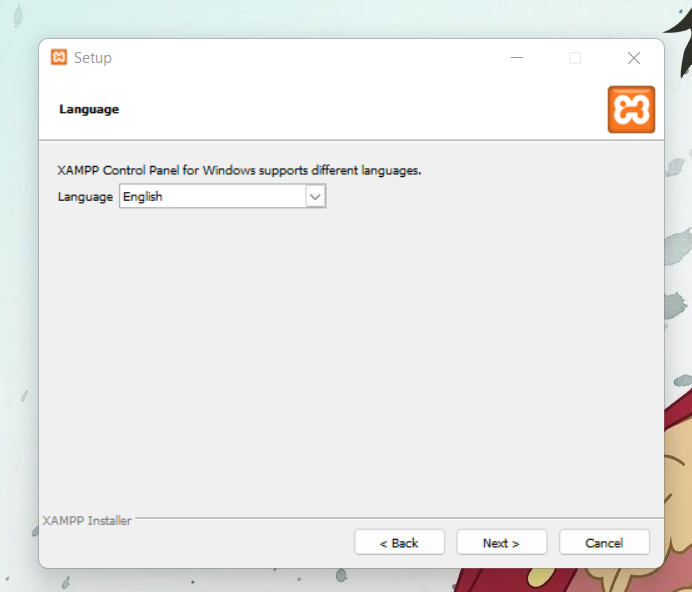 Setup
Language
XAMPP Control Panel for Windows supports different languages.
Language English
XAMPP Installer
< Back Next > Cancel